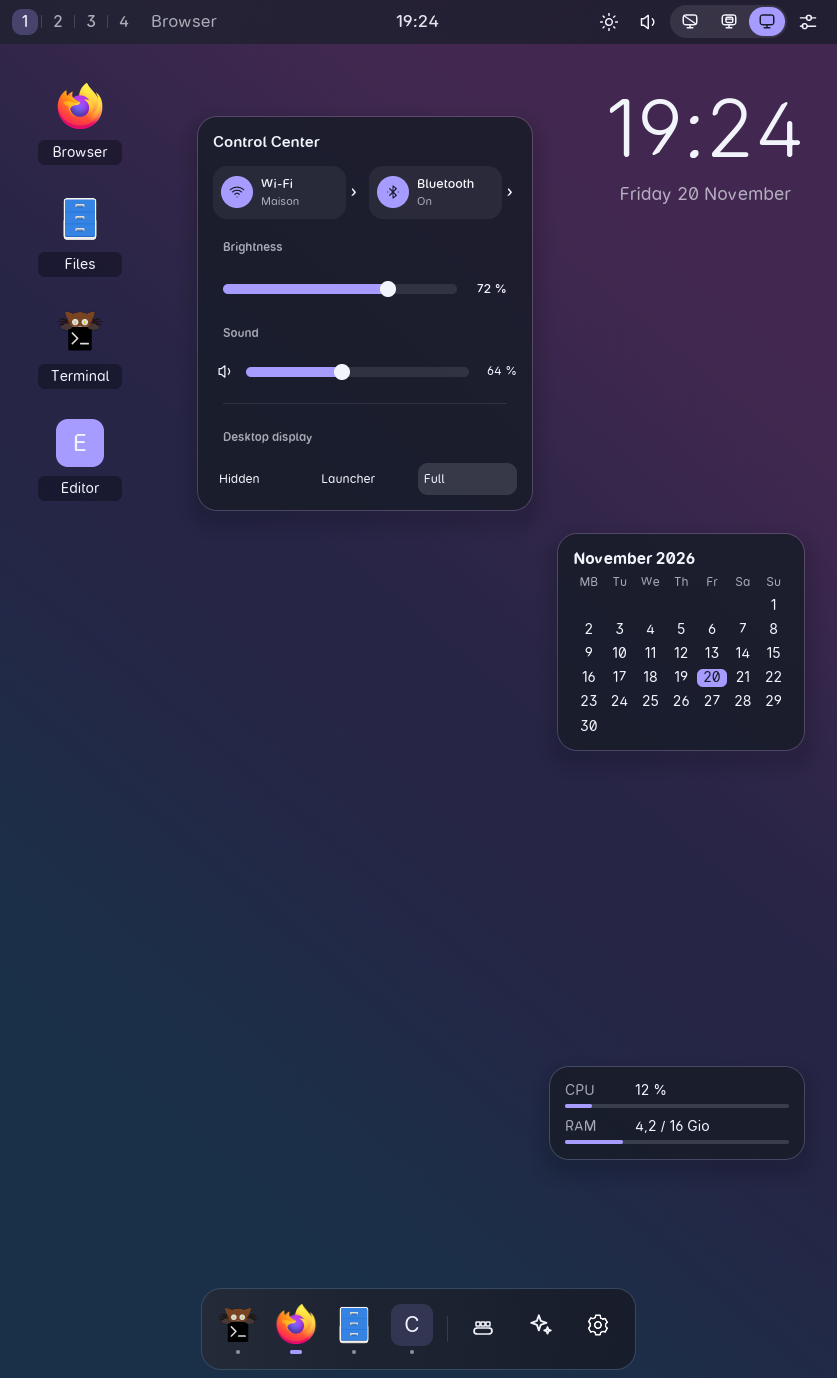 1 2 3 4 Browser 19:24
Browser
Files
Terminal
E
Editor
Control Center
Wi-Fi
Maison
Bluetooth
On
Brightness
72 %
Sound
64 %
Desktop display
Hidden Launcher Full
19:24
Friday 20 November
November 2026
MB Tu We Th Fr Sa Su
1
2 3 4 5 6 7 8
9 10 11 12 13 14 15
16 17 18 19 20 21 22
23 24 25 26 27 28 29
30
CPU 12 %
RAM 4,2 / 16 Gio
C